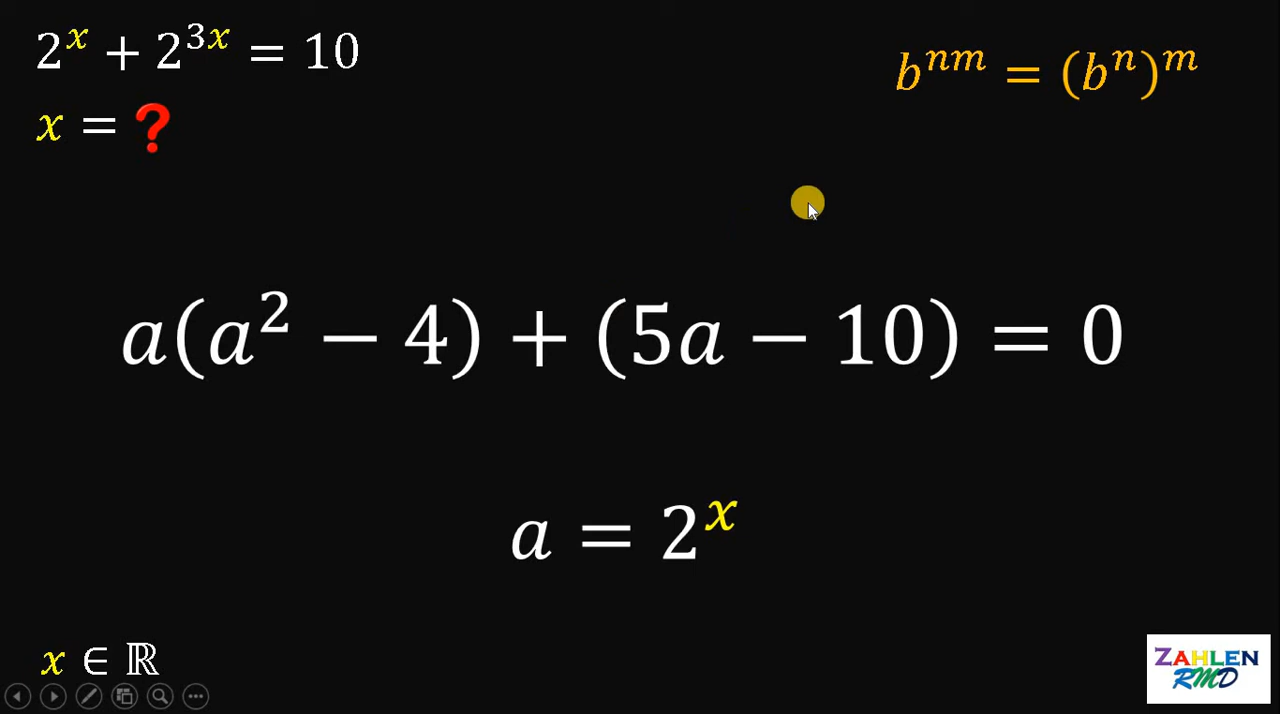 2^x + 2^{3x} = 10
b^{nm} = (b^n)^m
x = ❓
a(a^2 − 4) + (5a − 10) = 0
a = 2^x
x ∈ ℝ
ZAHLEN
RMD